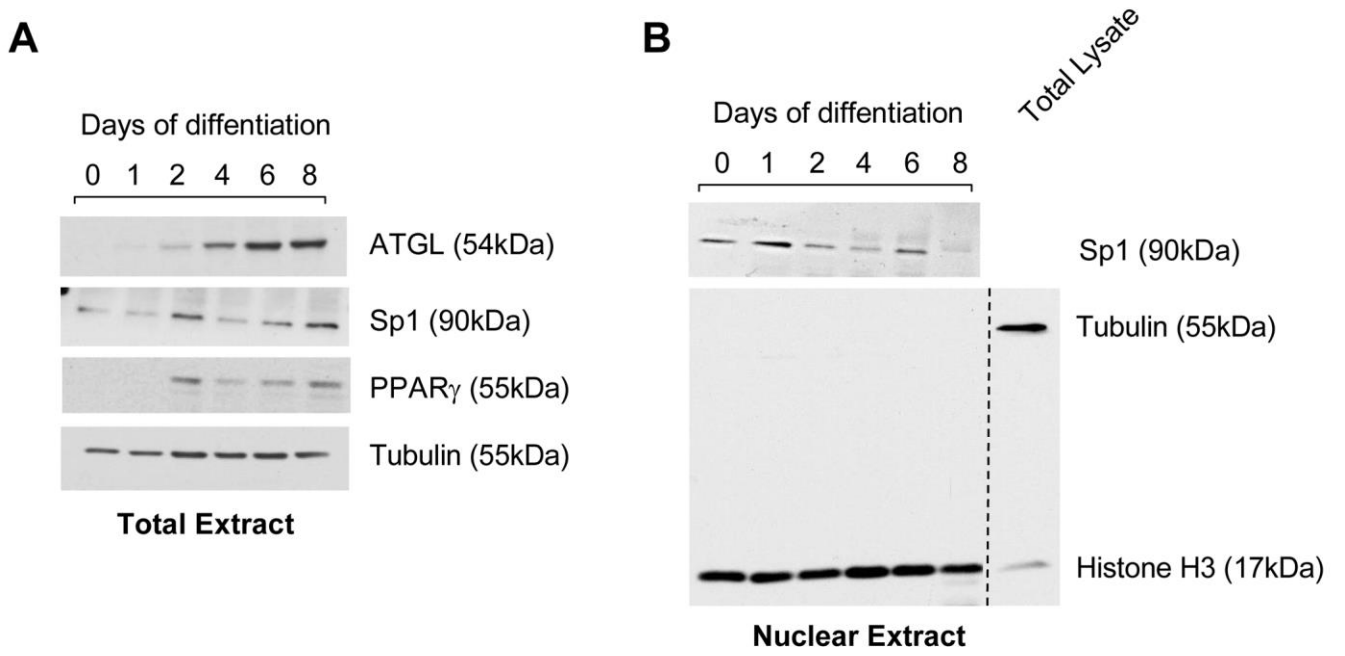 A
Days of diffentiation
0 1 2 4 6 8
ATGL (54kDa)
Sp1 (90kDa)
PPARγ (55kDa)
Tubulin (55kDa)
Total Extract
B
Total Lysate
Days of diffentiation
0 1 2 4 6 8
Sp1 (90kDa)
Tubulin (55kDa)
Histone H3 (17kDa)
Nuclear Extract